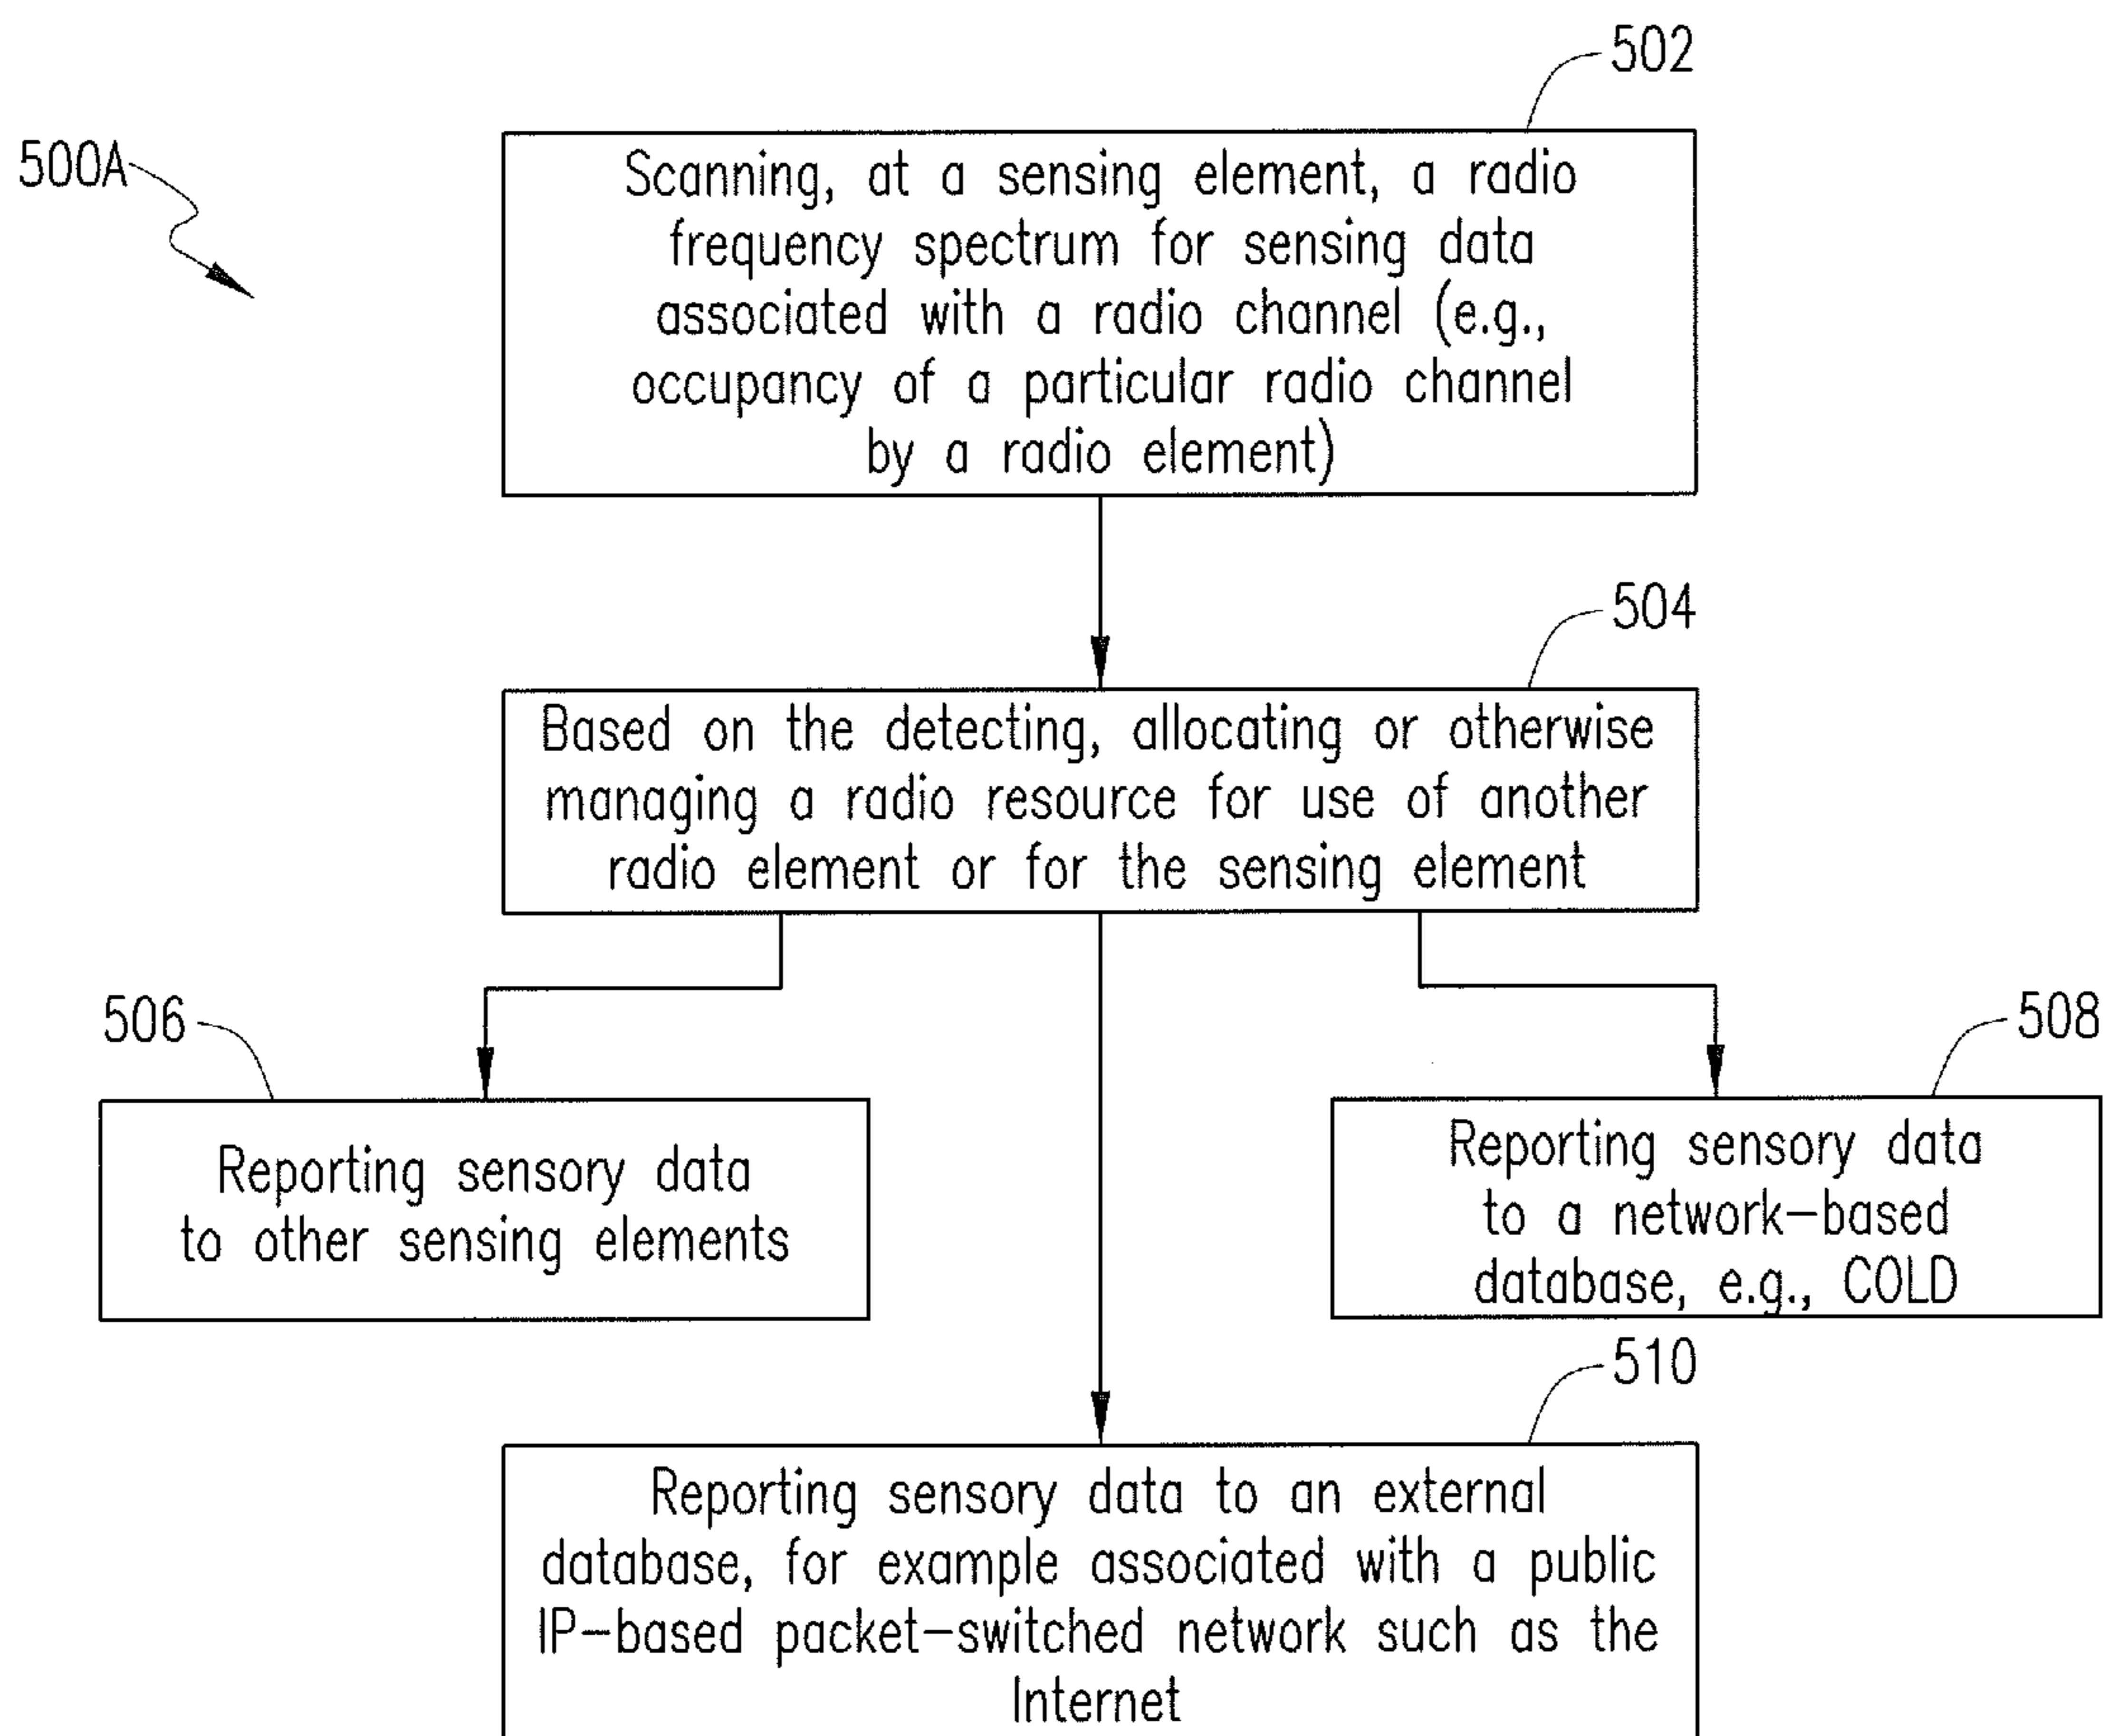 502
500A
Scanning, at a sensing element, a radio
frequency spectrum for sensing data
associated with a radio channel (e.g.,
occupancy of a particular radio channel
by a radio element)
504
Based on the detecting, allocating or otherwise
managing a radio resource for use of another
radio element or for the sensing element
506
508
Reporting sensory data
to other sensing elements
Reporting sensory data
to a network-based
database, e.g., COLD
510
Reporting sensory data to an external
database, for example associated with a public
IP-based packet-switched network such as the
Internet